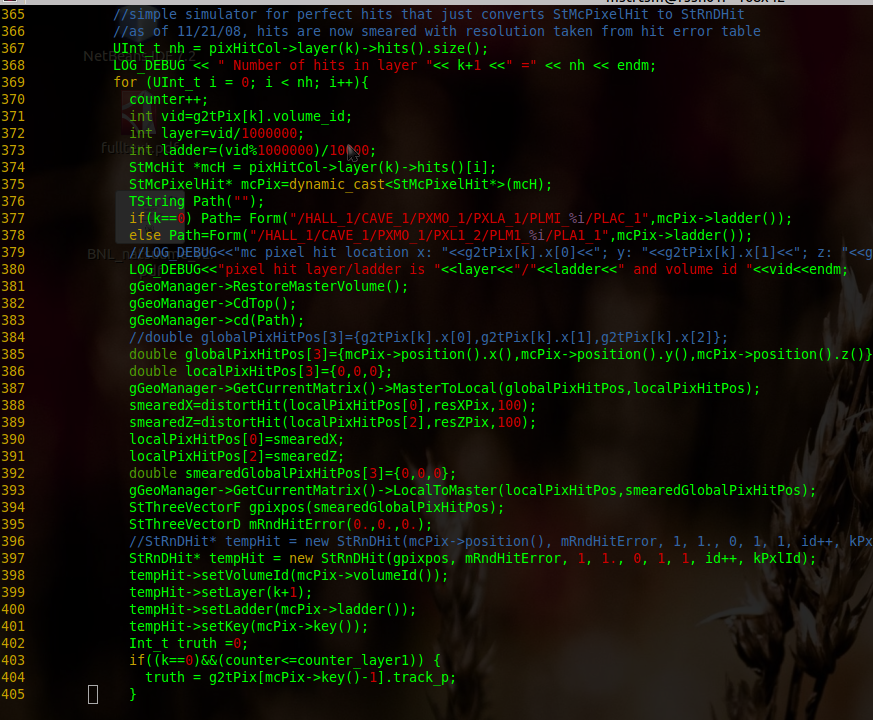 365 //simple simulator for perfect hits that just converts StMcPixelHit to StRnDHit
366 //as of 11/21/08, hits are now smeared with resolution taken from hit error table
367 UInt_t nh = pixHitCol->layer(k)->hits().size();
368 LOG_DEBUG << " Number of hits in layer "<< k+1 <<" =" << nh << endm;
369 for (UInt_t i = 0; i < nh; i++){
370 counter++;
371 int vid=g2tPix[k].volume_id;
372 int layer=vid/1000000;
373 int ladder=(vid%1000000)/10000;
374 StMcHit *mcH = pixHitCol->layer(k)->hits()[i];
375 StMcPixelHit* mcPix=dynamic_cast<StMcPixelHit*>(mcH);
376 TString Path("");
377 if(k==0) Path= Form("/HALL_1/CAVE_1/PXMO_1/PXLA_1/PLMI_%i/PLAC_1",mcPix->ladder());
378 else Path=Form("/HALL_1/CAVE_1/PXMO_1/PXL1_2/PLM1_%i/PLA1_1",mcPix->ladder());
379 //LOG_DEBUG<<"mc pixel hit location x: "<<g2tPix[k].x[0]<<"; y: "<<g2tPix[k].x[1]<<"; z: "<<g
380 LOG_DEBUG<<"pixel hit layer/ladder is "<<layer<<"/"<<ladder<<" and volume id "<<vid<<endm;
381 gGeoManager->RestoreMasterVolume();
382 gGeoManager->CdTop();
383 gGeoManager->cd(Path);
384 //double globalPixHitPos[3]={g2tPix[k].x[0],g2tPix[k].x[1],g2tPix[k].x[2]};
385 double globalPixHitPos[3]={mcPix->position().x(),mcPix->position().y(),mcPix->position().z()}
386 double localPixHitPos[3]={0,0,0};
387 gGeoManager->GetCurrentMatrix()->MasterToLocal(globalPixHitPos,localPixHitPos);
388 smearedX=distortHit(localPixHitPos[0],resXPix,100);
389 smearedZ=distortHit(localPixHitPos[2],resZPix,100);
390 localPixHitPos[0]=smearedX;
391 localPixHitPos[2]=smearedZ;
392 double smearedGlobalPixHitPos[3]={0,0,0};
393 gGeoManager->GetCurrentMatrix()->LocalToMaster(localPixHitPos,smearedGlobalPixHitPos);
394 StThreeVectorF gpixpos(smearedGlobalPixHitPos);
395 StThreeVectorD mRndHitError(0.,0.,0.);
396 //StRnDHit* tempHit = new StRnDHit(mcPix->position(), mRndHitError, 1, 1., 0, 1, 1, id++, kPx
397 StRnDHit* tempHit = new StRnDHit(gpixpos, mRndHitError, 1, 1., 0, 1, 1, id++, kPxlId);
398 tempHit->setVolumeId(mcPix->volumeId());
399 tempHit->setLayer(k+1);
400 tempHit->setLadder(mcPix->ladder());
401 tempHit->setKey(mcPix->key());
402 Int_t truth =0;
403 if((k==0)&&(counter<=counter_layer1)) {
404 truth = g2tPix[mcPix->key()-1].track_p;
405 }